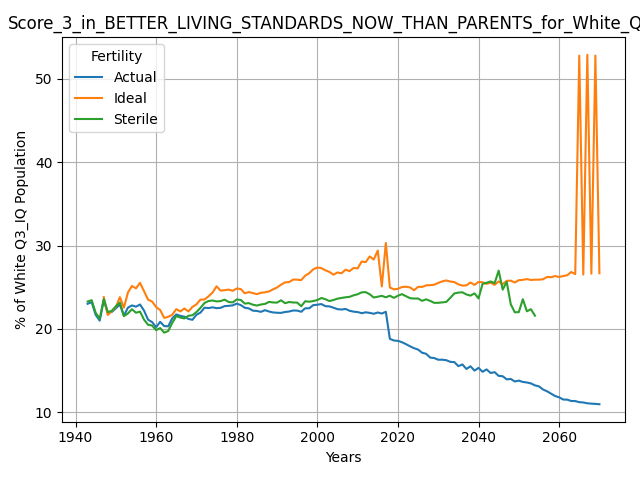 Score_3_in_BETTER_LIVING_STANDARDS_NOW_THAN_PARENTS_for_White_Q
Fertility
Actual
Ideal
Sterile
% of White Q3_IQ Population
50
40
30
20
10
1940 1960 1980 2000 2020 2040 2060
Years